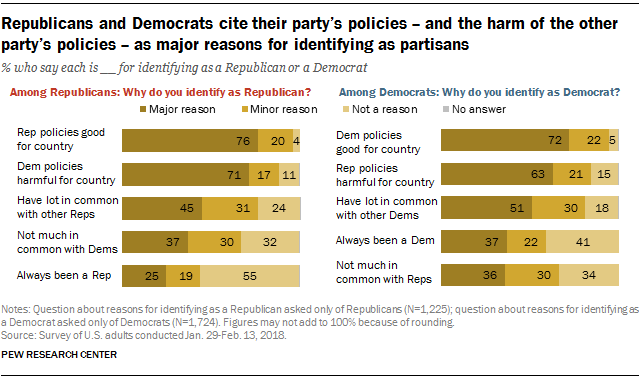 Republicans and Democrats cite their party's policies – and the harm of the other
party's policies – as major reasons for identifying as partisans
% who say each is __ for identifying as a Republican or a Democrat
Among Republicans: Why do you identify as Republican?
Among Democrats: Why do you identify as Democrat?
Major reason Minor reason Not a reason No answer
Rep policies good
for country
76 20 4
Dem policies
harmful for country
71 17 11
Have lot in common
with other Reps
45 31 24
Not much in
common with Dems
37 30 32
Always been a Rep
25 19 55
Dem policies
good for country
72 22 5
Rep policies
harmful for country
63 21 15
Have lot in common
with other Dems
51 30 18
Always been a Dem
37 22 41
Not much in
common with Reps
36 30 34
Notes: Question about reasons for identifying as a Republican asked only of Republicans (N=1,225); question about reasons for identifying as
a Democrat asked only of Democrats (N=1,724). Figures may not add to 100% because of rounding.
Source: Survey of U.S. adults conducted Jan. 29-Feb. 13, 2018.
PEW RESEARCH CENTER